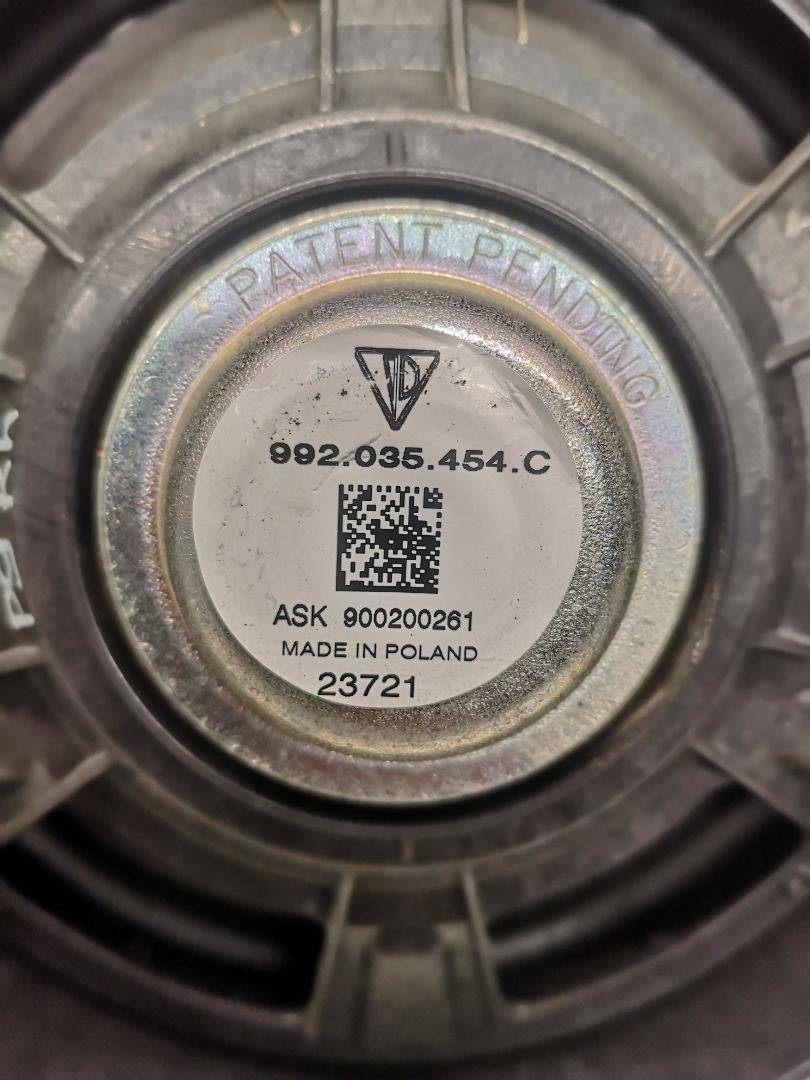 PATENT PENDING
992.035.454.C
ASK 900200261
MADE IN POLAND
23721